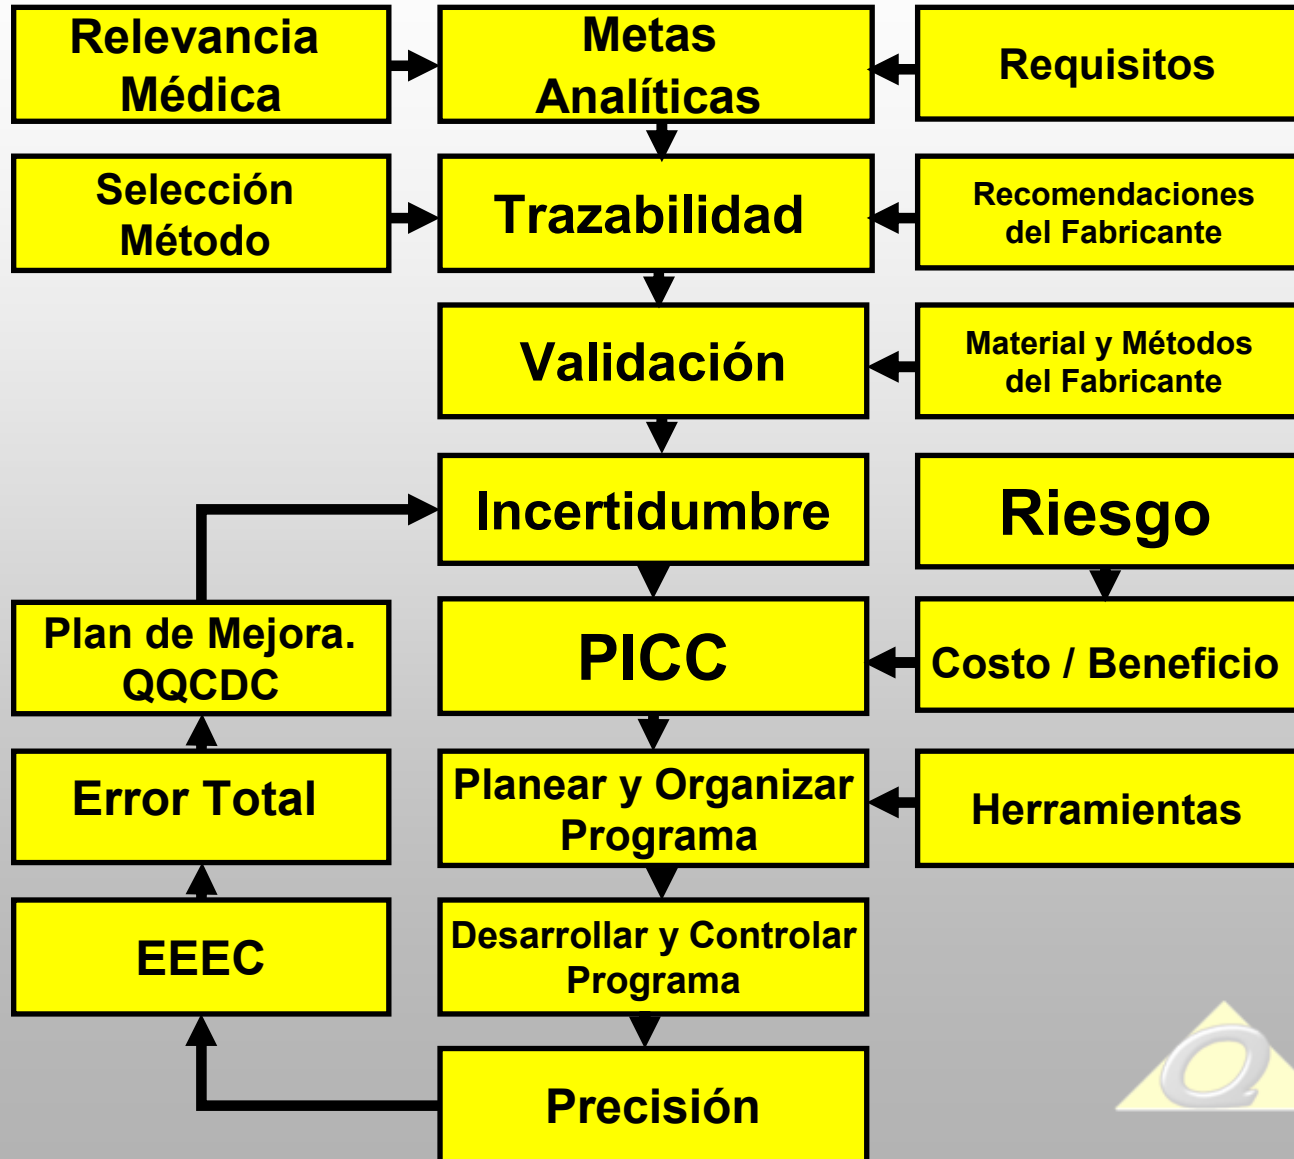 Relevancia
Médica
Metas
Analíticas
Requisitos
Selección
Método
Trazabilidad
Recomendaciones
del Fabricante
Validación
Material y Métodos
del Fabricante
Incertidumbre
Riesgo
Plan de Mejora.
QQCDC
PICC
Costo / Beneficio
Error Total
Planear y Organizar
Programa
Herramientas
EEEC
Desarrollar y Controlar
Programa
Precisión
Q